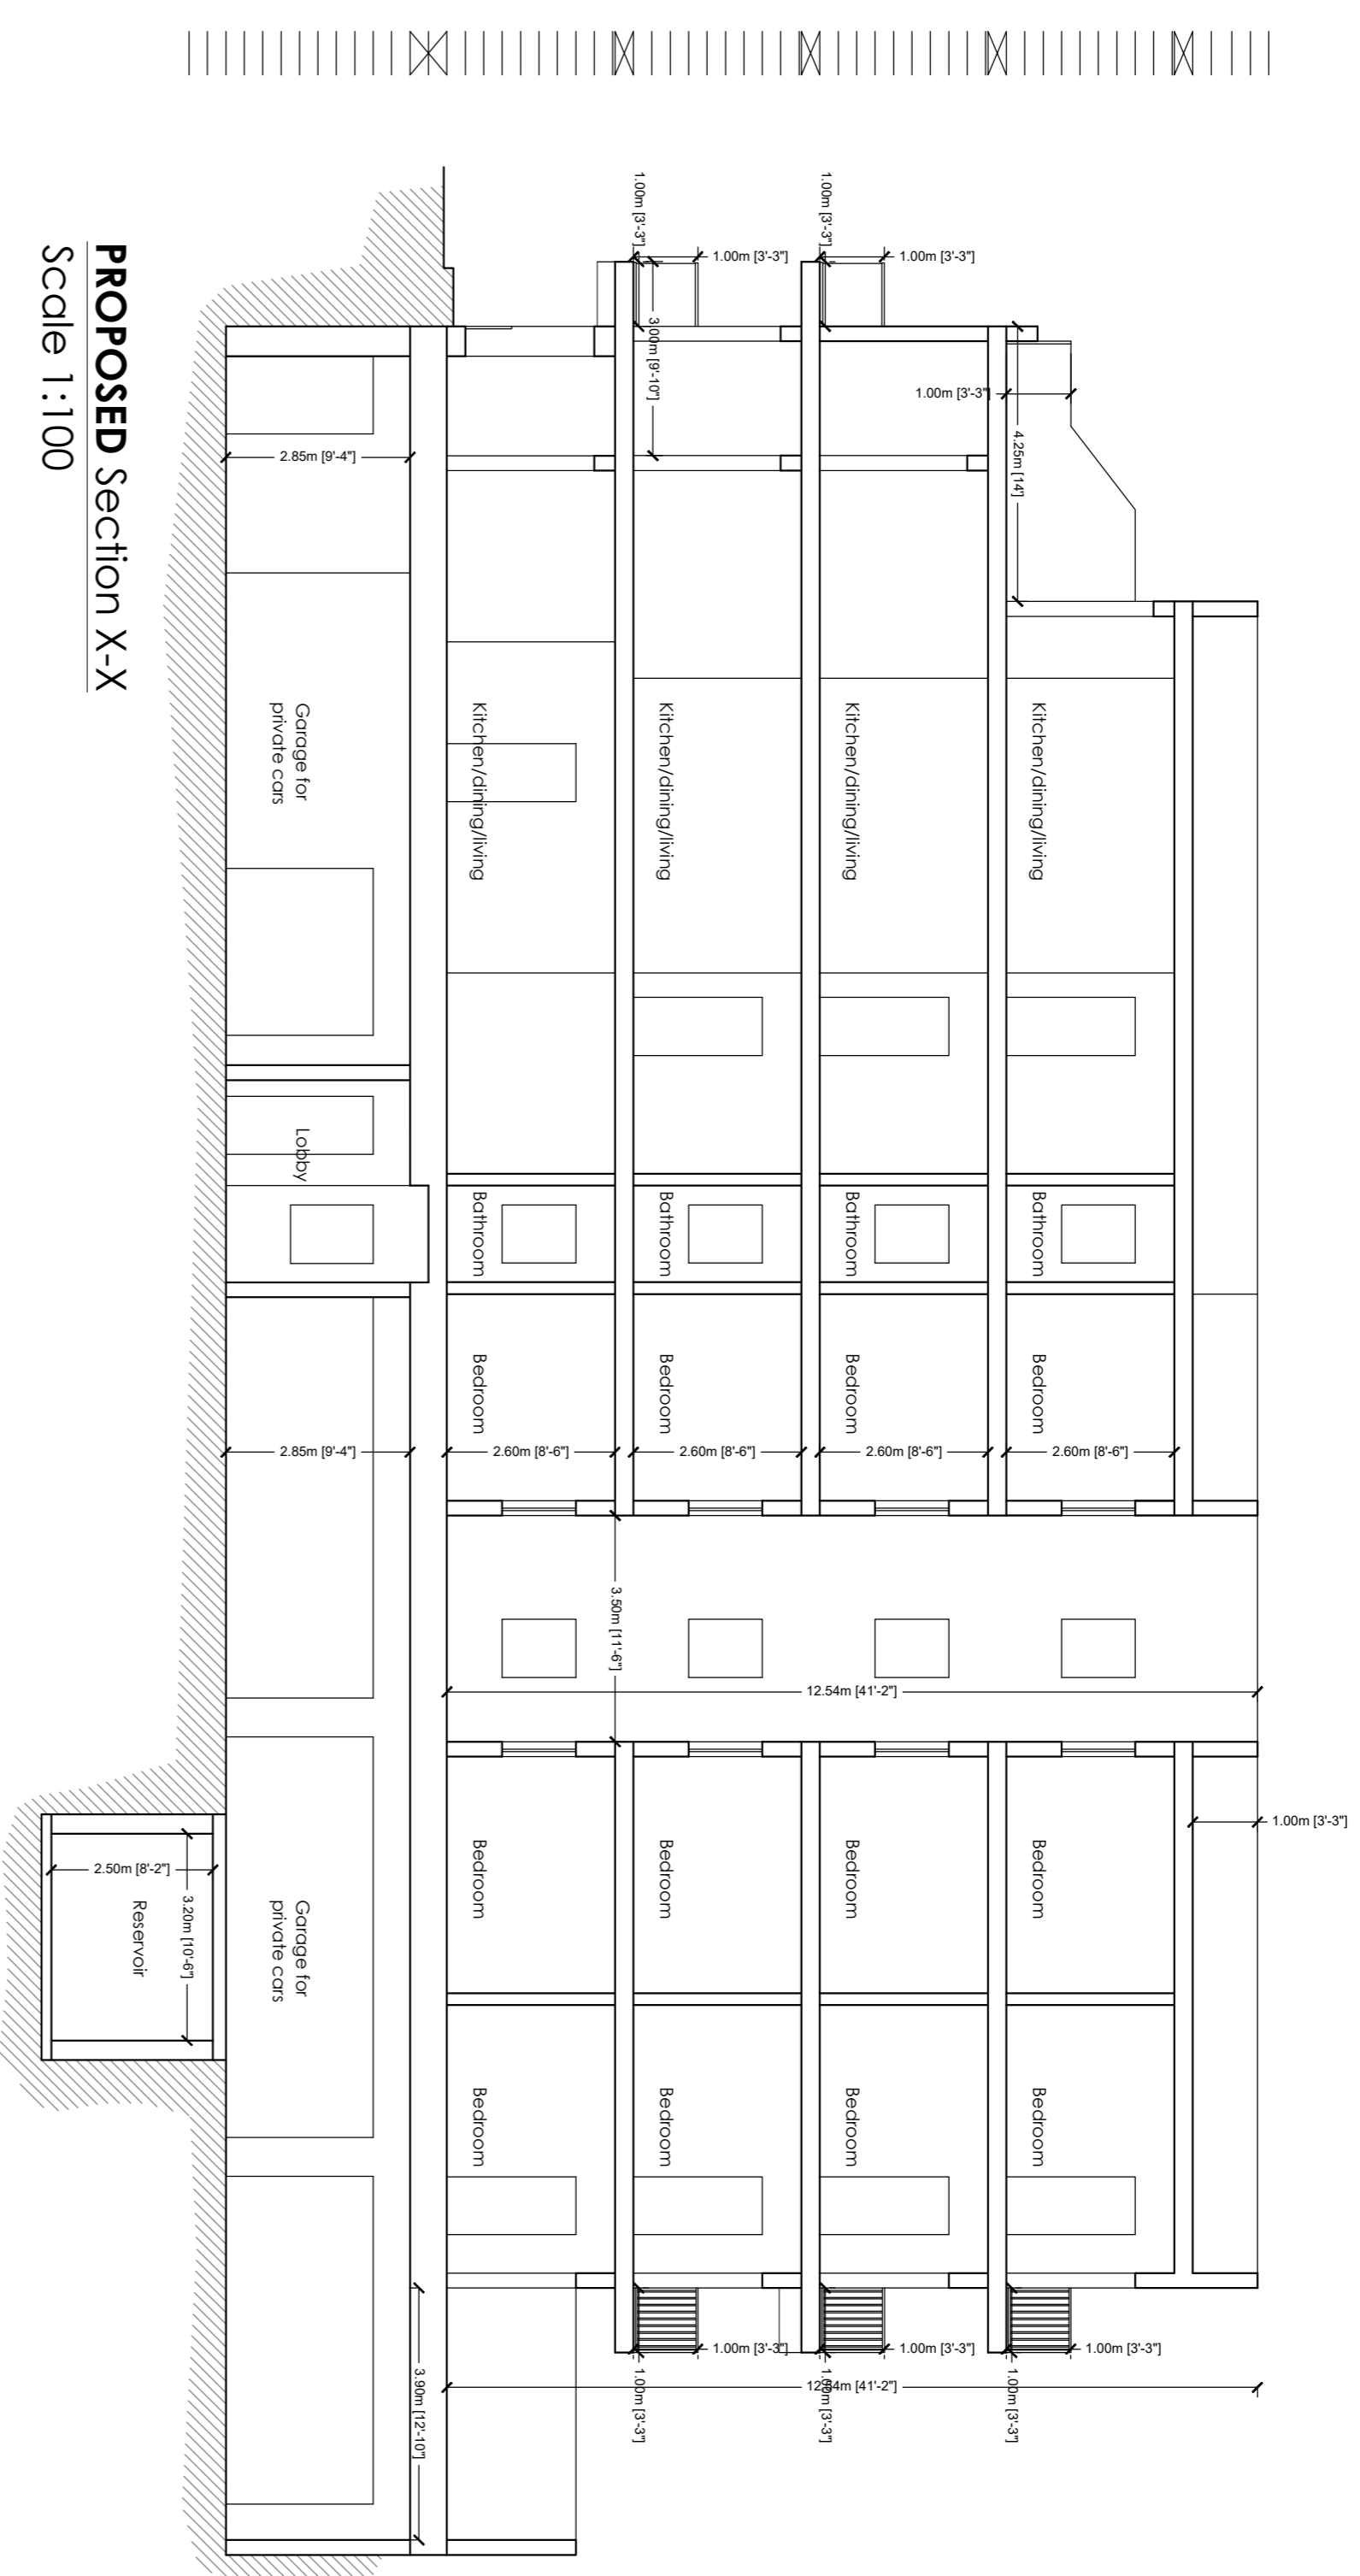 1.00m [3'-3"]
1.00m [3'-3"]
Kitchen/dining/living
Bathroom
Bedroom
2.60m [8'-6"]
Bedroom
Bedroom
4.25m [14']
1.00m [3'-3"]
1.00m [3'-3"]
1.00m [3'-3"]
1.00m [3'-3"]
Kitchen/dining/living
Bathroom
Bedroom
2.60m [8'-6"]
12.54m [41'-2"]
Bedroom
Bedroom
12.54m [41'-2"]
1.00m [3'-3"]
1.00m [3'-3"]
1.00m [3'-3"]
1.00m [3'-3"]
Kitchen/dining/living
Bathroom
Bedroom
2.60m [8'-6"]
Bedroom
Bedroom
3.00m [9'-10"]
1.00m [3'-3"]
1.00m [3'-3"]
3.50m [11'-6"]
Kitchen/dining/living
Bathroom
Bedroom
2.60m [8'-6"]
Bedroom
Bedroom
3.90m [12'-10"]
2.85m [9'-4"]
Garage for
private cars
Lobby
2.85m [9'-4"]
Garage for
private cars
3.20m [10'-6"]
2.50m [8'-2"]
Reservoir
PROPOSED Section X-X
Scale 1:100